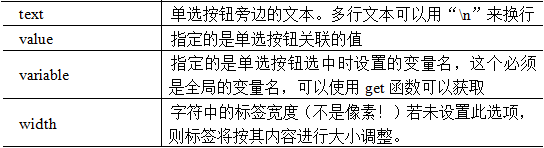 text 单选按钮旁边的文本。多行文本可以用“\n”来换行
value 指定的是单选按钮关联的值
variable 指定的是单选按钮选中时设置的变量名，这个必须
是全局的变量名，可以使用 get 函数可以获取
width 字符中的标签宽度（不是像素！）若未设置此选项，
则标签将按其内容进行大小调整。